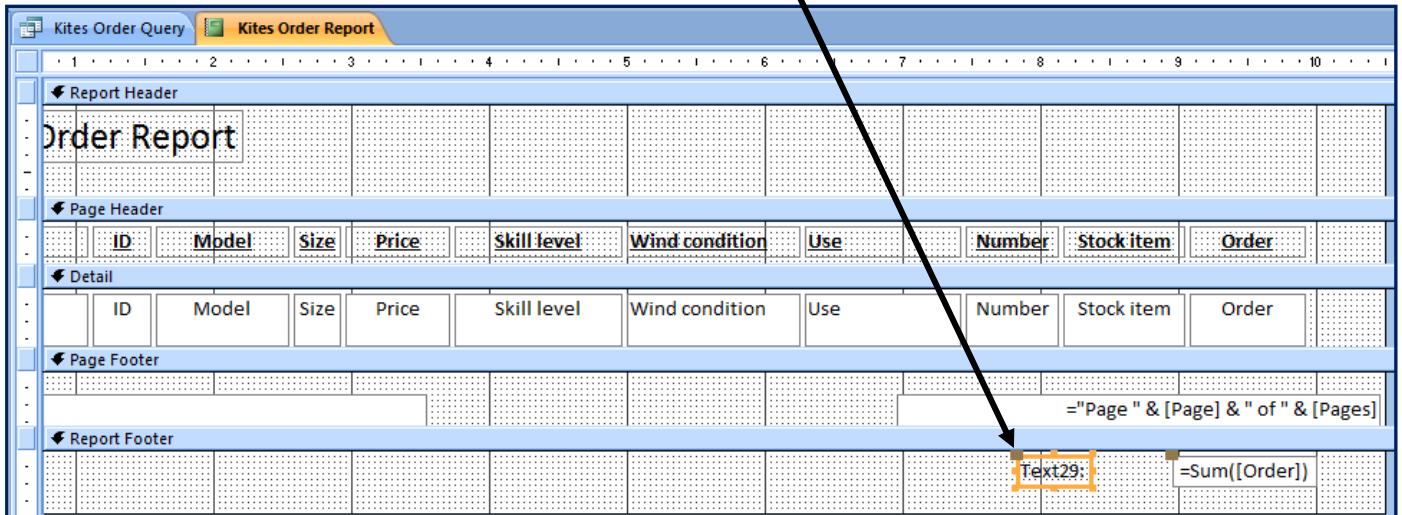 Kites Order Query Kites Order Report
1 2 3 4 5 6 7 8 9 10
Report Header
Order Report
Page Header
ID Model Size Price Skill level Wind condition Use Number Stock item Order
Detail
ID Model Size Price Skill level Wind condition Use Number Stock item Order
Page Footer
="Page " & [Page] & " of " & [Pages]
Report Footer
Text29: =Sum([Order])